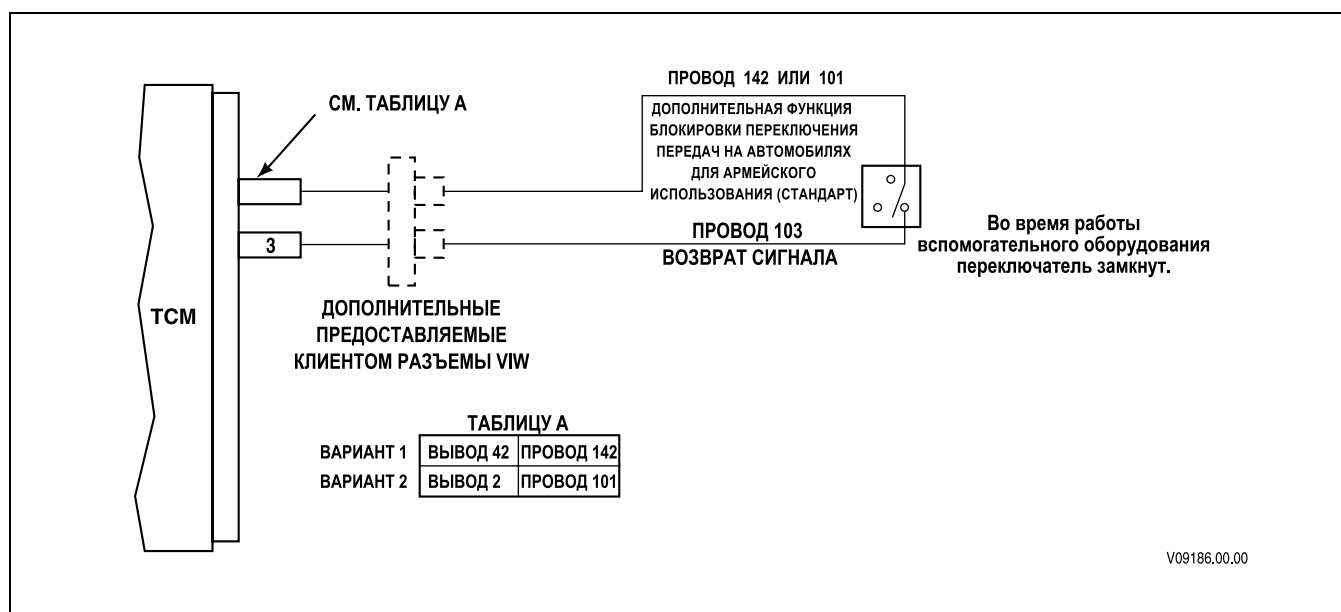 ПРОВОД 142 ИЛИ 101
СМ. ТАБЛИЦУ А
ДОПОЛНИТЕЛЬНАЯ ФУНКЦИЯ
БЛОКИРОВКИ ПЕРЕКЛЮЧЕНИЯ
ПЕРЕДАЧ НА АВТОМОБИЛЯХ
ДЛЯ АРМЕЙСКОГО
ИСПОЛЬЗОВАНИЯ (СТАНДАРТ)
3
ПРОВОД 103
ВОЗВРАТ СИГНАЛА
Во время работы
вспомогательного оборудования
переключатель замкнут.
TCM
ДОПОЛНИТЕЛЬНЫЕ
ПРЕДОСТАВЛЯЕМЫЕ
КЛИЕНТОМ РАЗЪЕМЫ VIW
ТАБЛИЦУ А
ВАРИАНТ 1 ВЫВОД 42 ПРОВОД 142
ВАРИАНТ 2 ВЫВОД 2 ПРОВОД 101
V09186.00.00